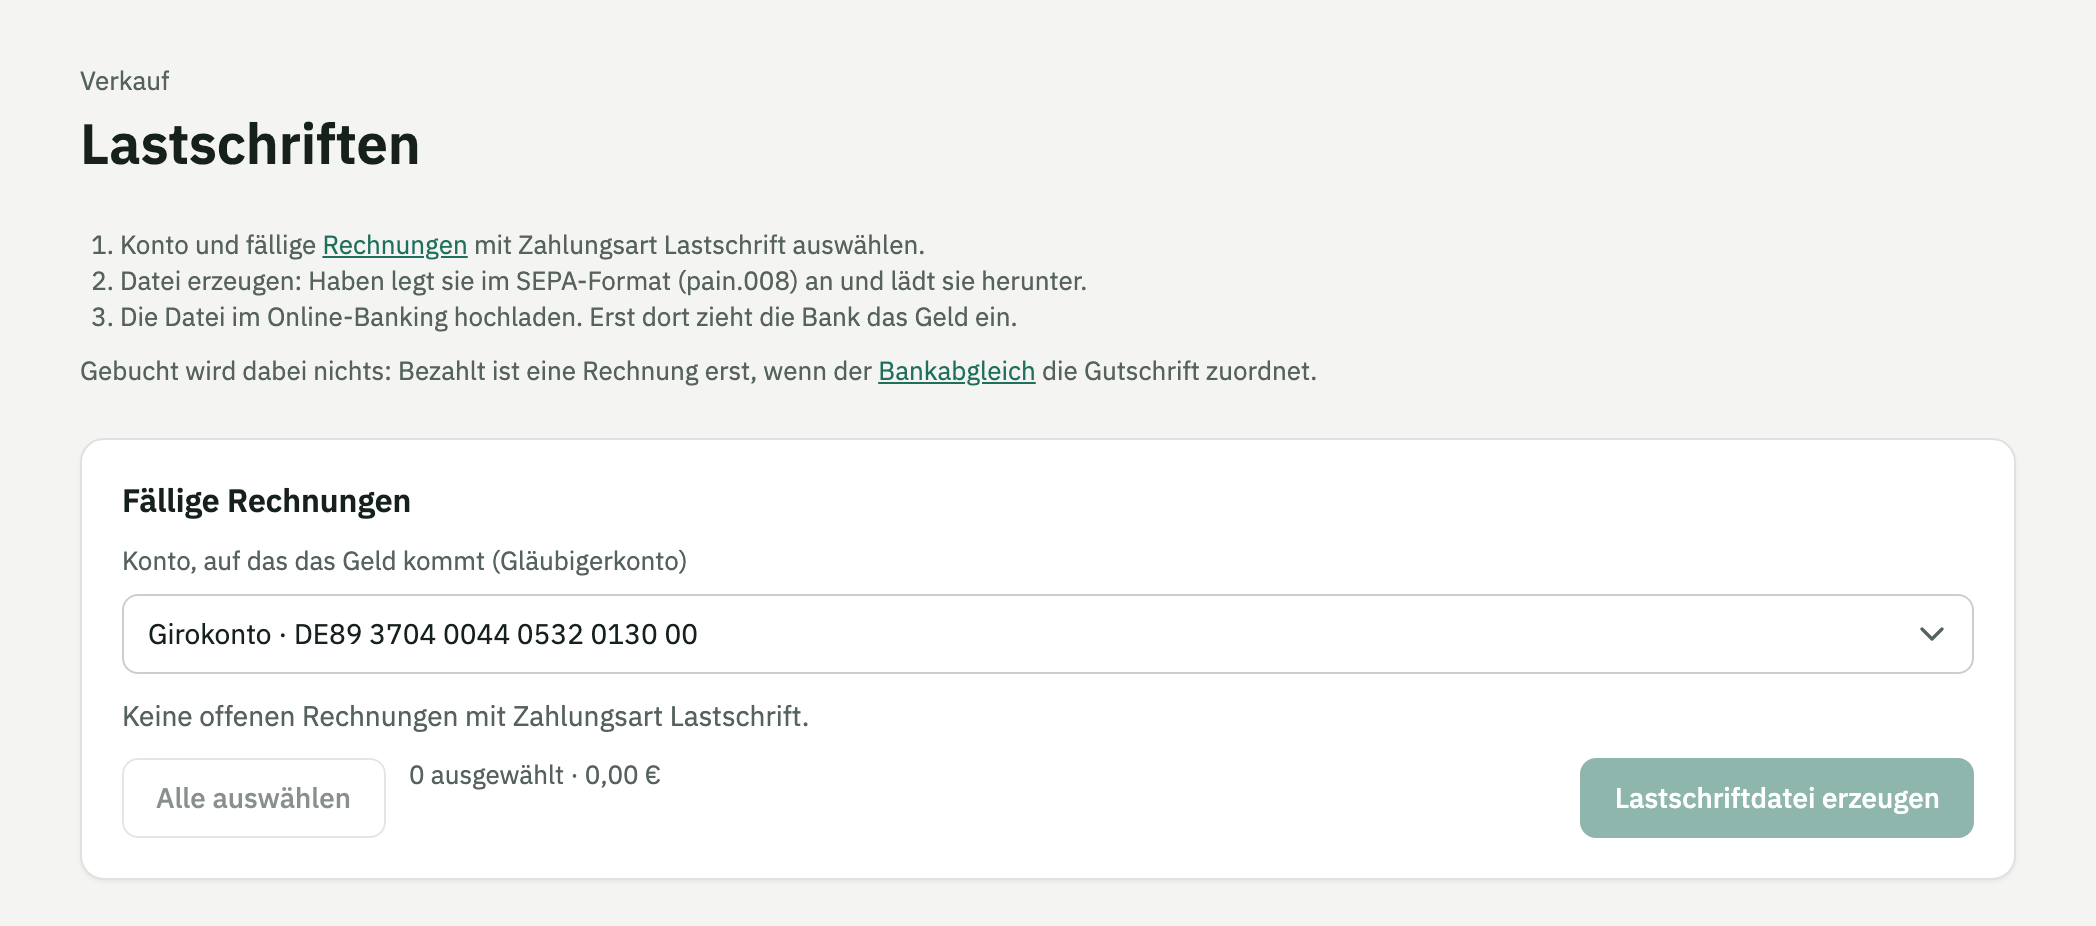 Verkauf
Lastschriften
1. Konto und fällige Rechnungen mit Zahlungsart Lastschrift auswählen.
2. Datei erzeugen: Haben legt sie im SEPA-Format (pain.008) an und lädt sie herunter.
3. Die Datei im Online-Banking hochladen. Erst dort zieht die Bank das Geld ein.
Gebucht wird dabei nichts: Bezahlt ist eine Rechnung erst, wenn der Bankabgleich die Gutschrift zuordnet.
Fällige Rechnungen
Konto, auf das das Geld kommt (Gläubigerkonto)
Girokonto · DE89 3704 0044 0532 0130 00
Keine offenen Rechnungen mit Zahlungsart Lastschrift.
Alle auswählen
0 ausgewählt · 0,00 €
Lastschriftdatei erzeugen